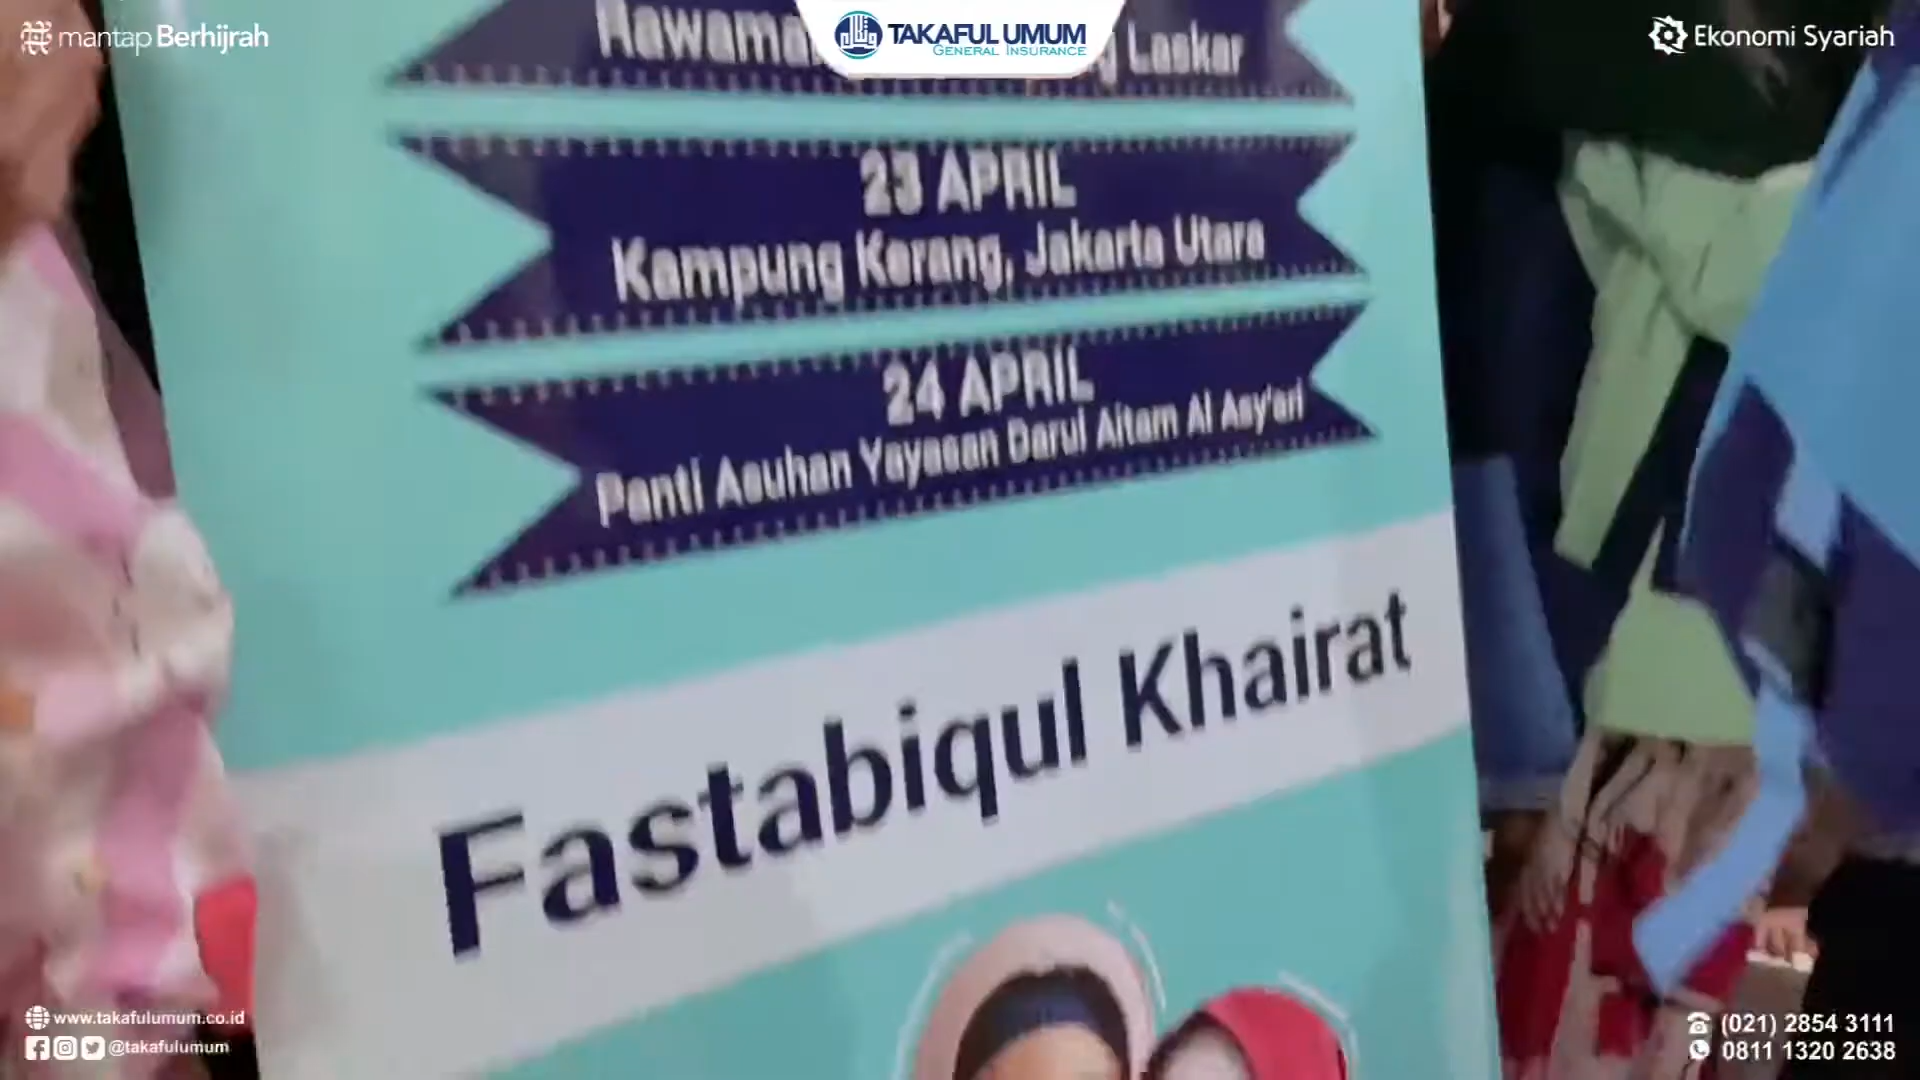 mantap Berhijrah
TAKAFUL UMUM
GENERAL INSURANCE
Ekonomi Syariah
Laskar
23 APRIL
Kampung Kerang, Jakarta Utara
24 APRIL
Panti Asuhan Yayasan Darul Aitam Al Asy'ari
Fastabiqul Khairat
www.takafulumum.co.id
@takafulumum
(021) 2854 3111
0811 1320 2638